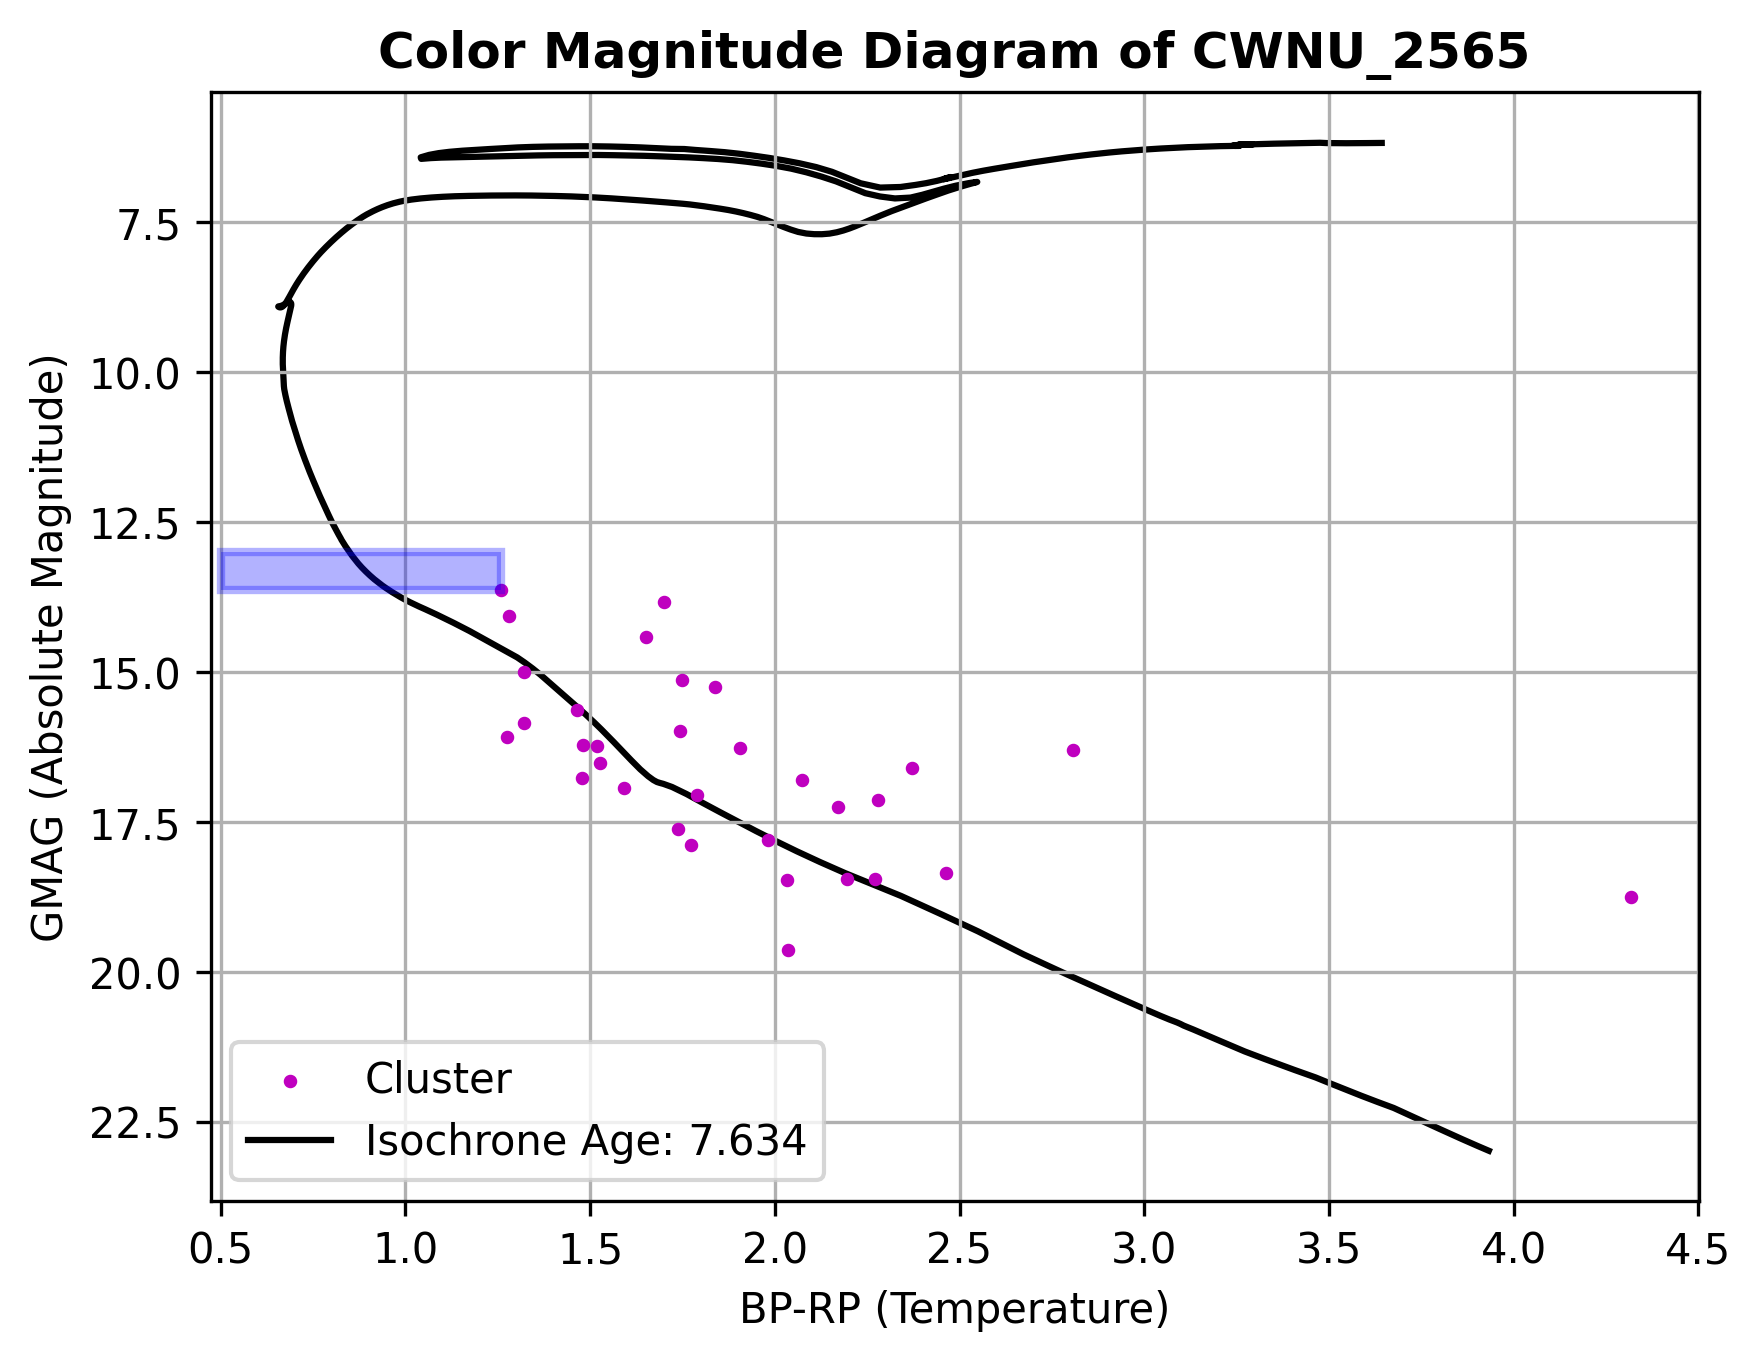 Color Magnitude Diagram of CWNU_2565
GMAG (Absolute Magnitude)
7.5
10.0
12.5
15.0
17.5
20.0
22.5
Cluster
Isochrone Age: 7.634
0.5 1.0 1.5 2.0 2.5 3.0 3.5 4.0 4.5
BP-RP (Temperature)